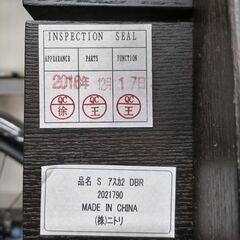 INSPECTION SEAL
APPEARANCE PARTS FUNCTION
2018年 12月 17日
QC QC QC
徐 王 王
品名 S アスカ2 DBR
2021790
MADE IN CHINA
(株)ニトリ